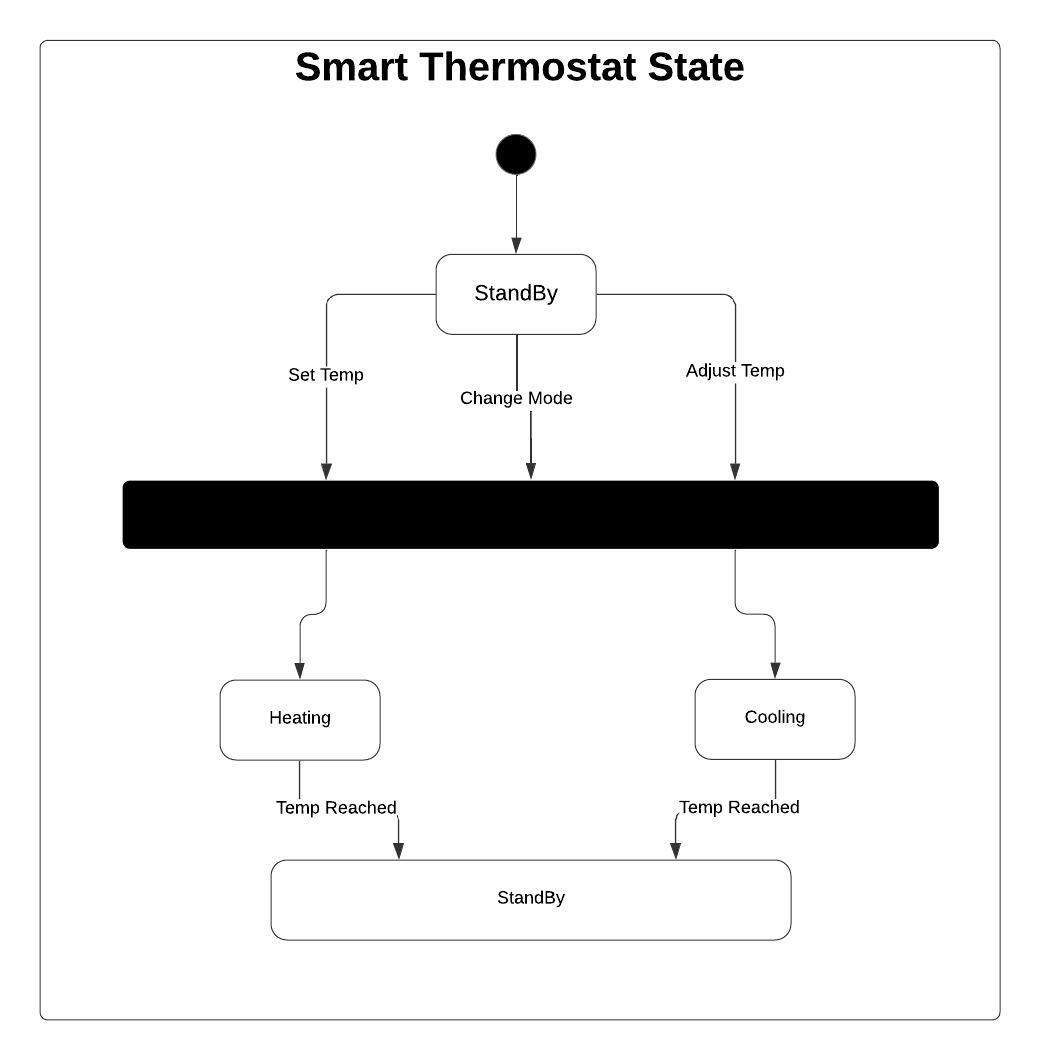 Smart Thermostat State
StandBy
Set Temp
Change Mode
Adjust Temp
Heating
Cooling
Temp Reached
Temp Reached
StandBy